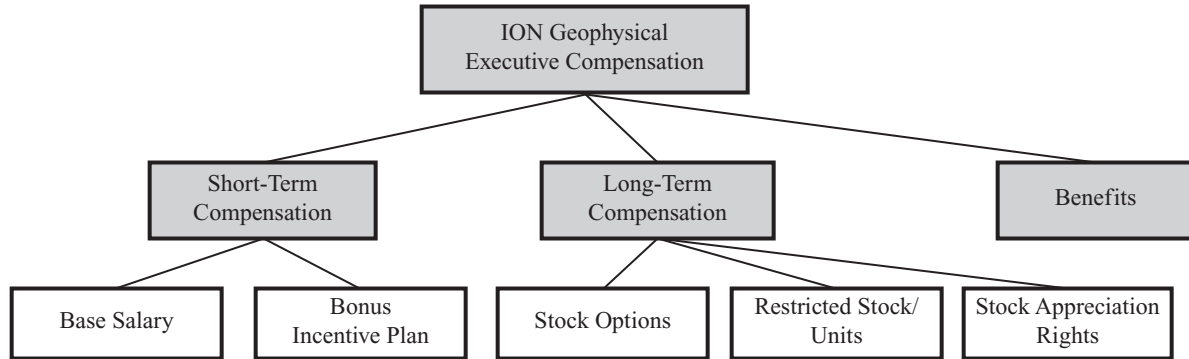 ION Geophysical
Executive Compensation
Short-Term
Compensation
Long-Term
Compensation
Benefits
Base Salary
Bonus
Incentive Plan
Stock Options
Restricted Stock/
Units
Stock Appreciation
Rights